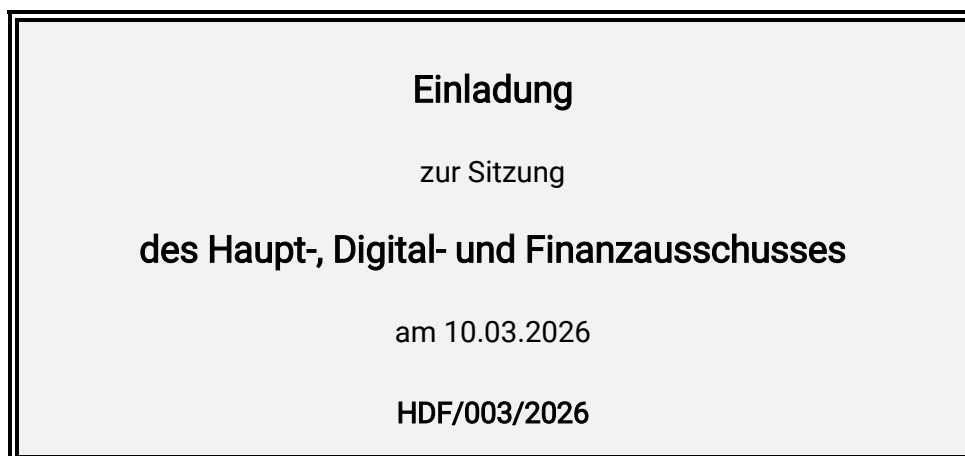 Einladung
zur Sitzung
des Haupt-, Digital- und Finanzausschusses
am 10.03.2026
HDF/003/2026